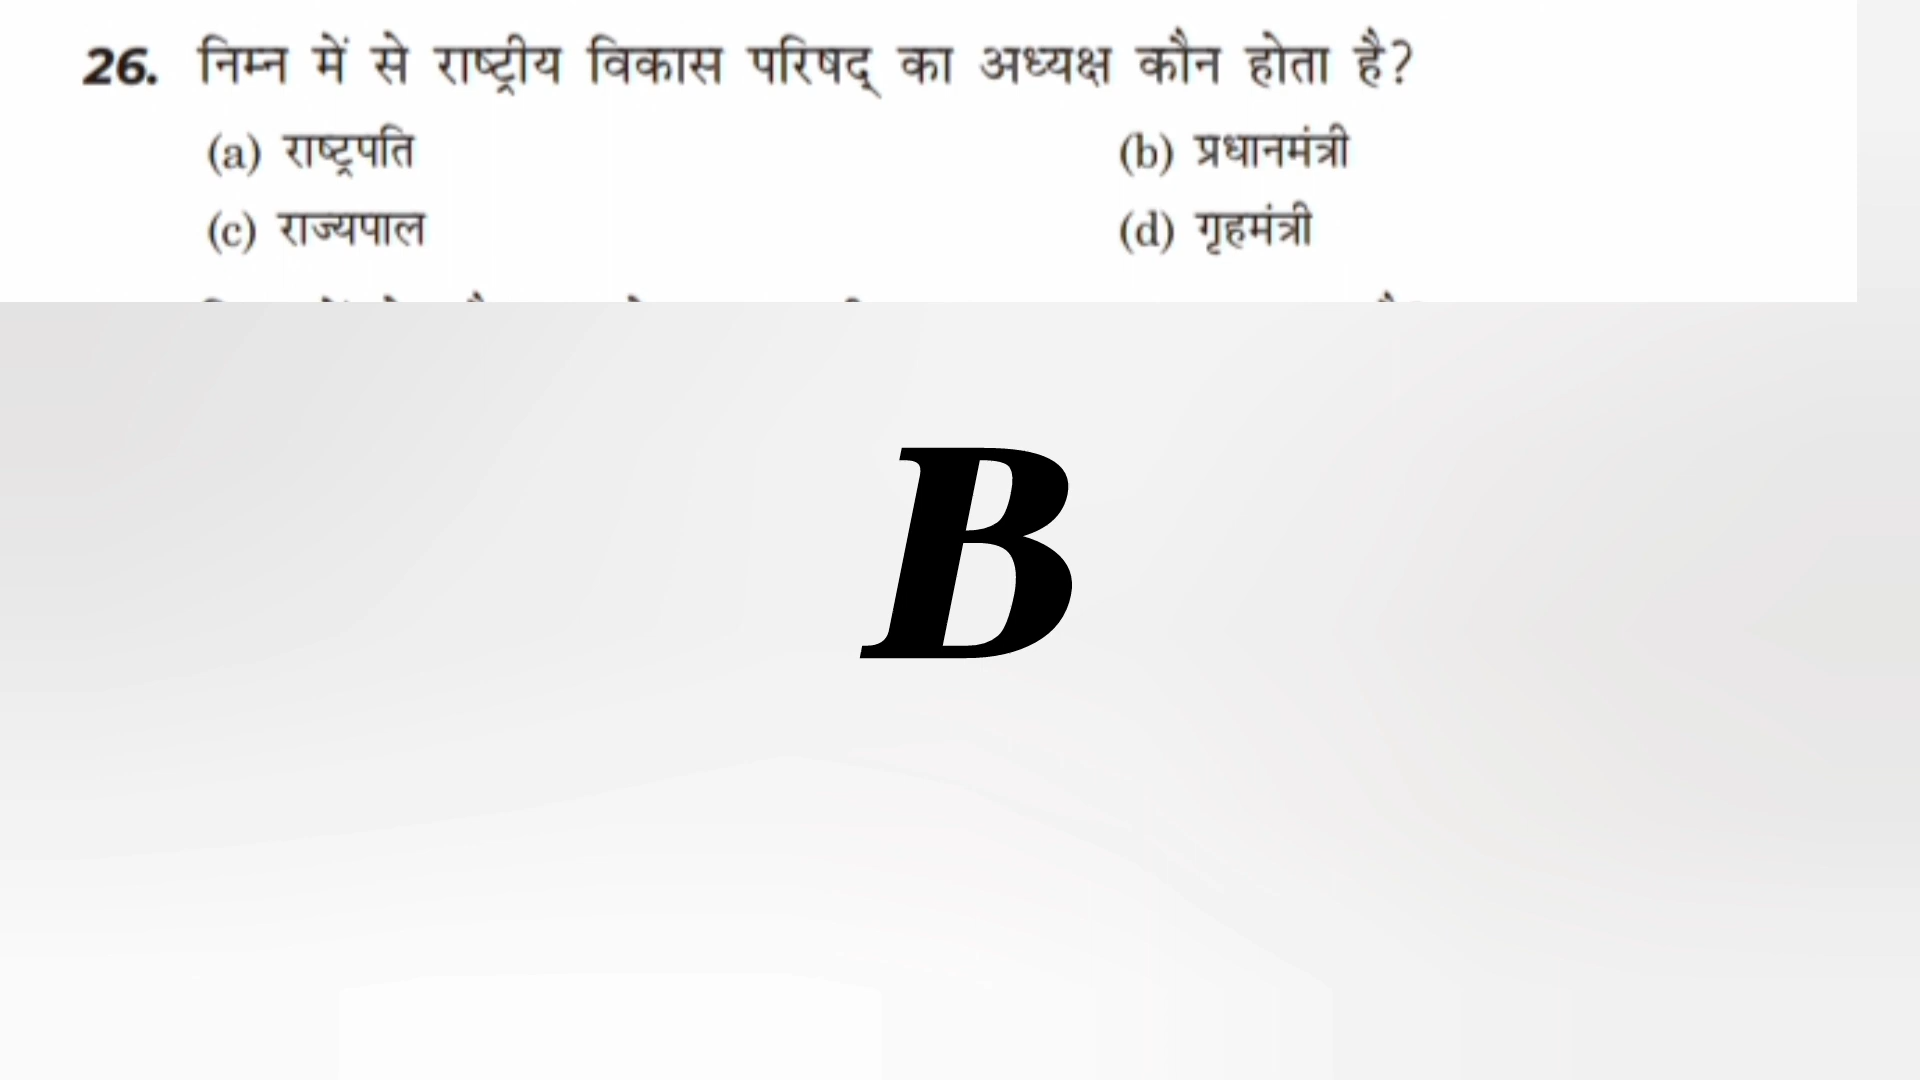 26. निम्न में से राष्ट्रीय विकास परिषद् का अध्यक्ष कौन होता है?
(a) राष्ट्रपति (b) प्रधानमंत्री
(c) राज्यपाल (d) गृहमंत्री
B